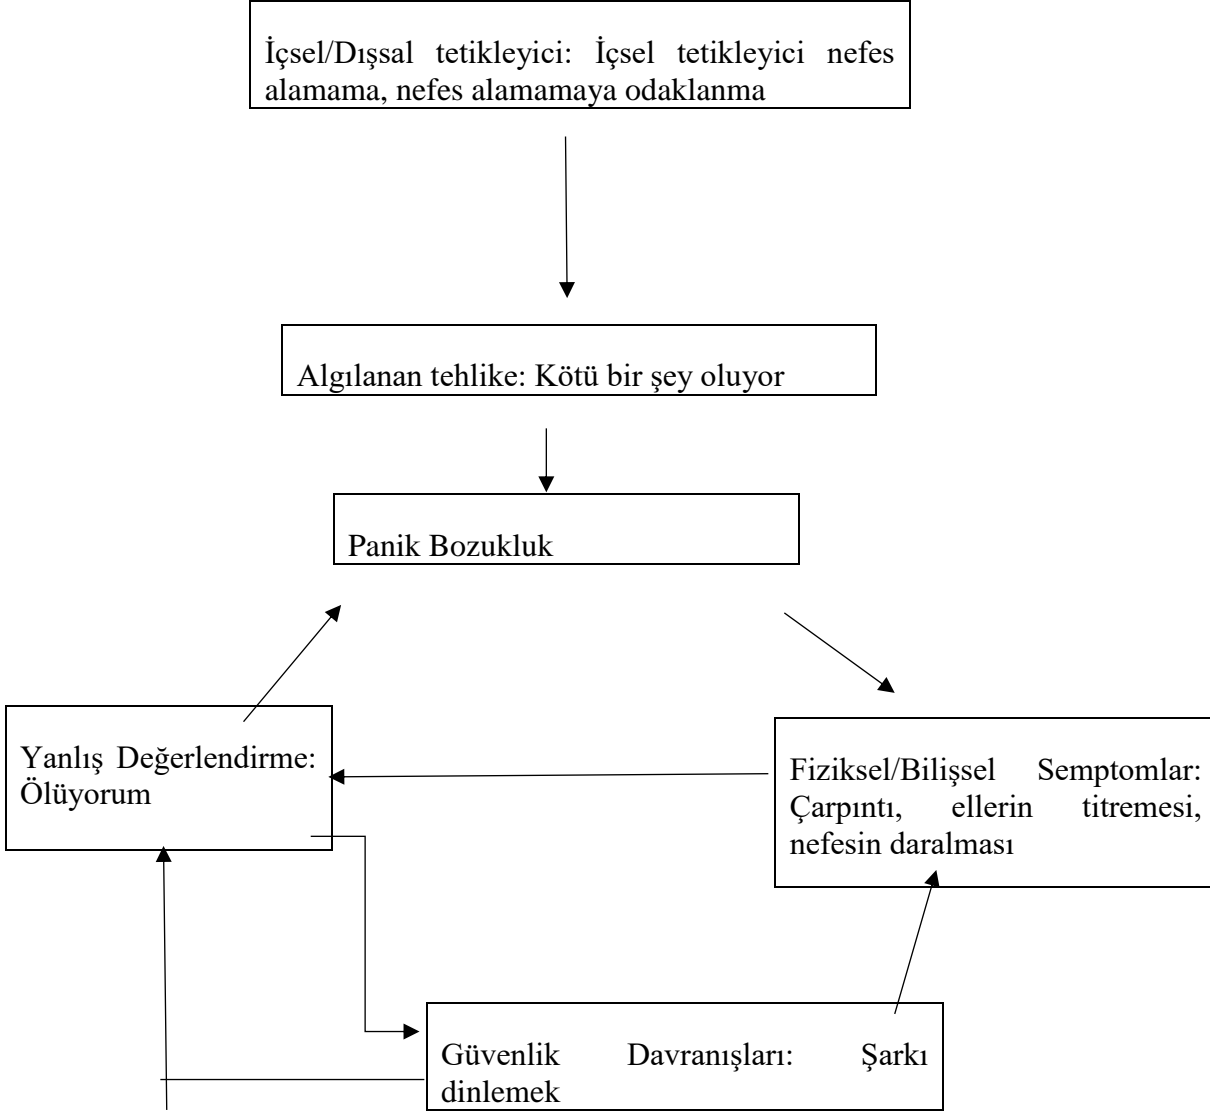 İçsel/Dışsal tetikleyici: İçsel tetikleyici nefes
alamama, nefes alamamaya odaklanma
Algılanan tehlike: Kötü bir şey oluyor
Panik Bozukluk
Yanlış Değerlendirme:
Ölüyorum
Fiziksel/Bilişsel Semptomlar:
Çarpıntı, ellerin titremesi,
nefesin daralması
Güvenlik Davranışları: Şarkı
dinlemek